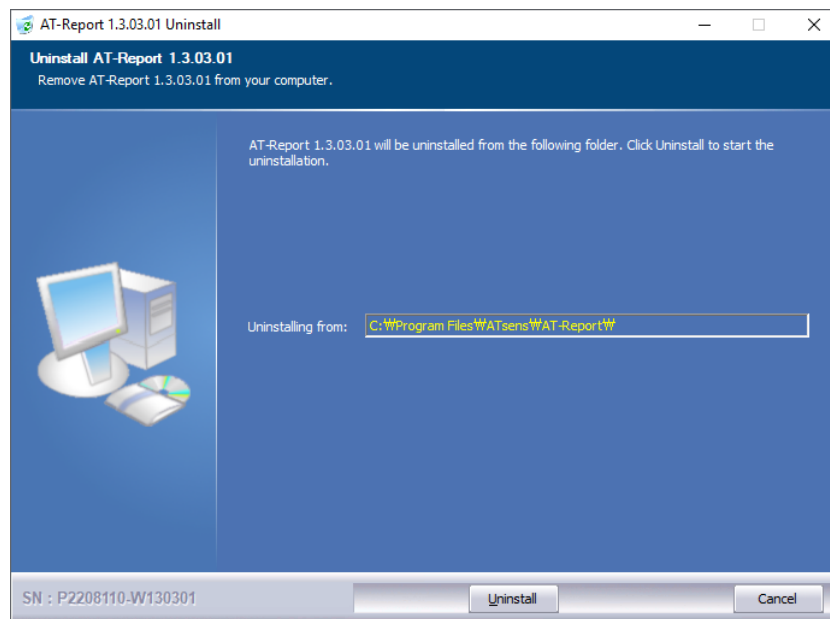 AT-Report 1.3.03.01 Uninstall
Uninstall AT-Report 1.3.03.01
Remove AT-Report 1.3.03.01 from your computer.
AT-Report 1.3.03.01 will be uninstalled from the following folder. Click Uninstall to start the
uninstallation.
Uninstalling from: C:₩Program Files₩ATsens₩AT-Report₩
SN : P2208110-W130301
Uninstall
Cancel